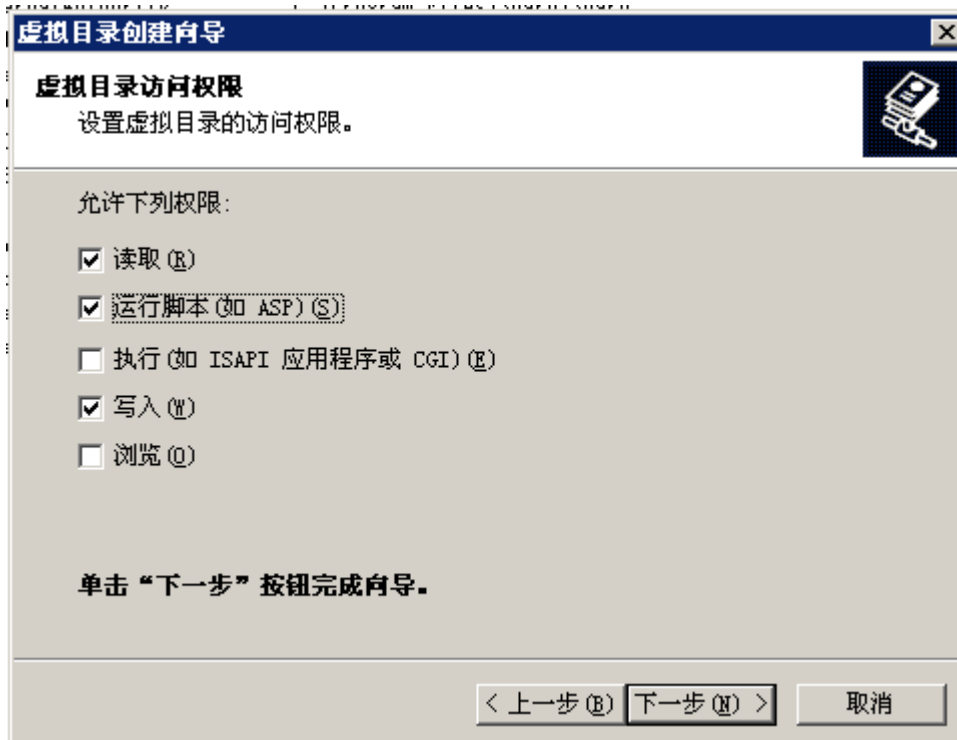 虚拟目录创建向导
虚拟目录访问权限
设置虚拟目录的访问权限。
允许下列权限:
读取(R)
运行脚本(如 ASP)(S)
执行(如 ISAPI 应用程序或 CGI)(E)
写入(W)
浏览(O)
单击“下一步”按钮完成向导。
< 上一步(B) 下一步(N) > 取消